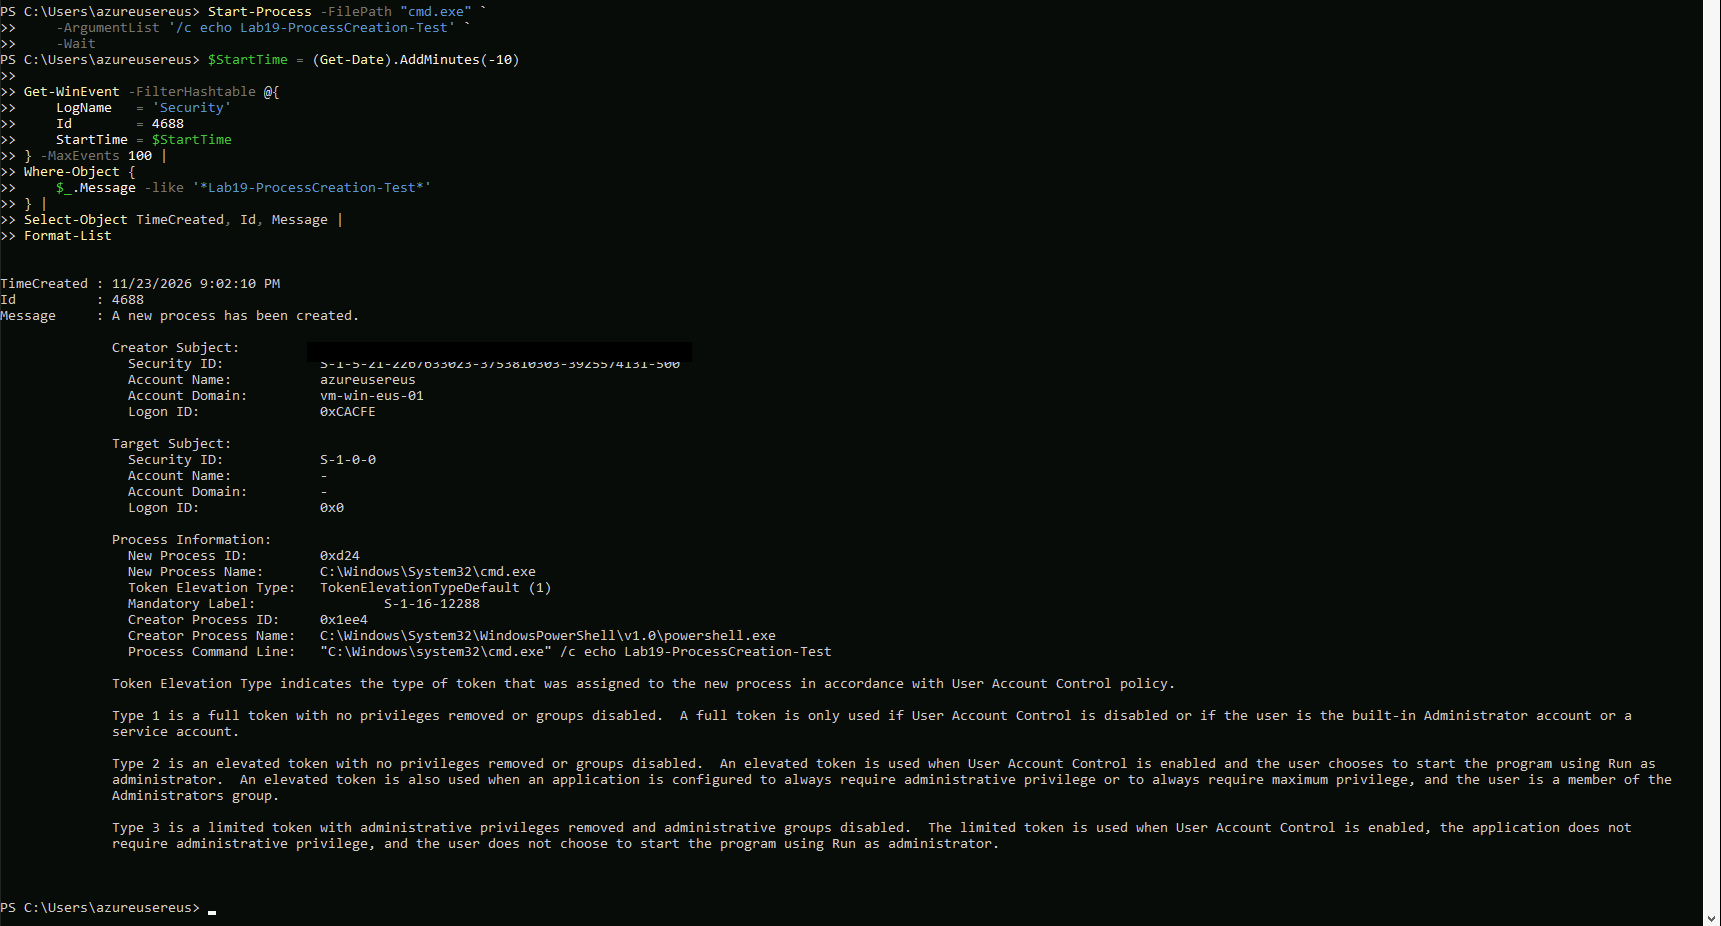 PS C:\Users\azureusereus> Start-Process -FilePath "cmd.exe" `
>>     -ArgumentList '/c echo Lab19-ProcessCreation-Test' `
>>     -Wait
PS C:\Users\azureusereus> $StartTime = (Get-Date).AddMinutes(-10)
>>
>> Get-WinEvent -FilterHashtable @{
>>     LogName   = 'Security'
>>     Id        = 4688
>>     StartTime = $StartTime
>> } -MaxEvents 100 |
>> Where-Object {
>>     $_.Message -like '*Lab19-ProcessCreation-Test*'
>> } |
>> Select-Object TimeCreated, Id, Message |
>> Format-List
TimeCreated : 11/23/2026 9:02:10 PM
Id          : 4688
Message     : A new process has been created.
Creator Subject:
Security ID:
Account Name: azureusereus
Account Domain: vm-win-eus-01
Logon ID: 0xCACFE
Target Subject:
Security ID: S-1-0-0
Account Name: -
Account Domain: -
Logon ID: 0x0
Process Information:
New Process ID: 0xd24
New Process Name: C:\Windows\System32\cmd.exe
Token Elevation Type: TokenElevationTypeDefault (1)
Mandatory Label: S-1-16-12288
Creator Process ID: 0x1ee4
Creator Process Name: C:\Windows\System32\WindowsPowerShell\v1.0\powershell.exe
Process Command Line: "C:\Windows\system32\cmd.exe" /c echo Lab19-ProcessCreation-Test
Token Elevation Type indicates the type of token that was assigned to the new process in accordance with User Account Control policy.
Type 1 is a full token with no privileges removed or groups disabled.  A full token is only used if User Account Control is disabled or if the user is the built-in Administrator account or a
service account.
Type 2 is an elevated token with no privileges removed or groups disabled.  An elevated token is used when User Account Control is enabled and the user chooses to start the program using Run as
administrator.  An elevated token is also used when an application is configured to always require administrative privilege or to always require maximum privilege, and the user is a member of the
Administrators group.
Type 3 is a limited token with administrative privileges removed and administrative groups disabled.  The limited token is used when User Account Control is enabled, the application does not
require administrative privilege, and the user does not choose to start the program using Run as administrator.
PS C:\Users\azureusereus>